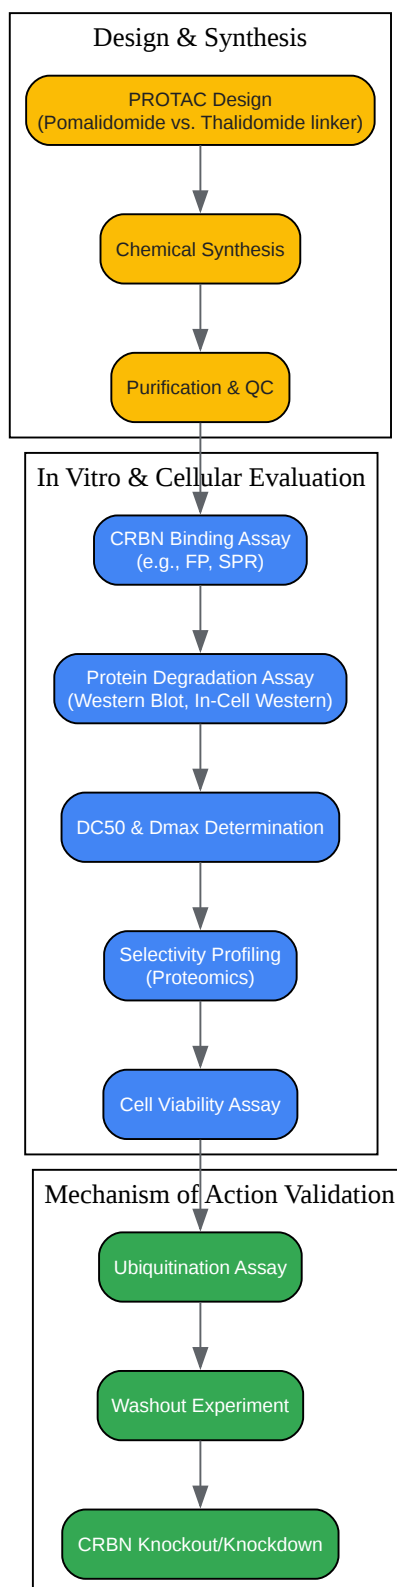 Design & Synthesis
PROTAC Design
(Pomalidomide vs. Thalidomide linker)
Chemical Synthesis
Purification & QC
In Vitro & Cellular Evaluation
CRBN Binding Assay
(e.g., FP, SPR)
Protein Degradation Assay
(Western Blot, In-Cell Western)
DC50 & Dmax Determination
Selectivity Profiling
(Proteomics)
Cell Viability Assay
Mechanism of Action Validation
Ubiquitination Assay
Washout Experiment
CRBN Knockout/Knockdown